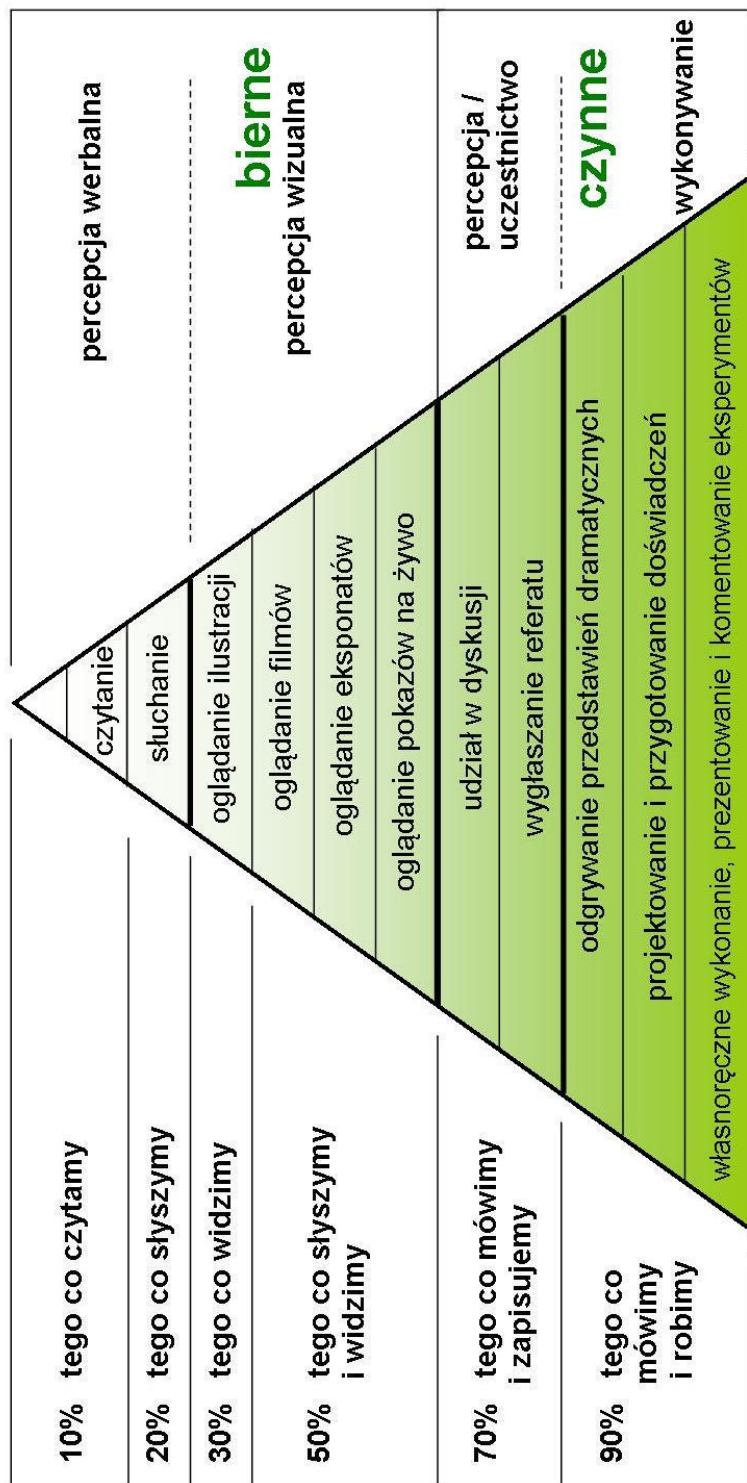 10% tego co czytamy
20% tego co słyszymy
30% tego co widzimy
50% tego co słyszymy
i widzimy
70% tego co mówimy
i zapisujemy
90% tego co
mówimy
i robimy
czytanie
słuchanie
oglądanie ilustracji
oglądanie filmów
oglądanie eksponatów
oglądanie pokazów na żywo
udział w dyskusji
wygłaszanie referatu
odgrywanie przedstawień dramatycznych
projektowanie i przygotowanie doświadczeń
własnoręczne wykonanie, prezentowanie i komentowanie eksperymentów
percepcja werbalna
bierne
percepcja wizualna
percepcja /
uczestnictwo
czynne
wykonywanie